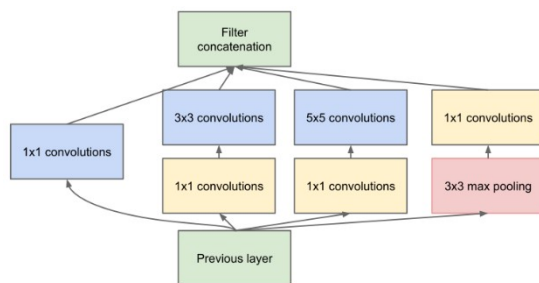 Filter
concatenation
3x3 convolutions
5x5 convolutions
1x1 convolutions
1x1 convolutions
1x1 convolutions
1x1 convolutions
3x3 max pooling
Previous layer